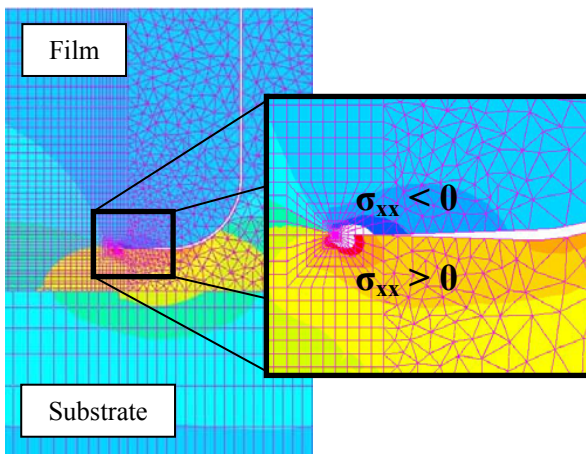 Film
σxx < 0
σxx > 0
Substrate